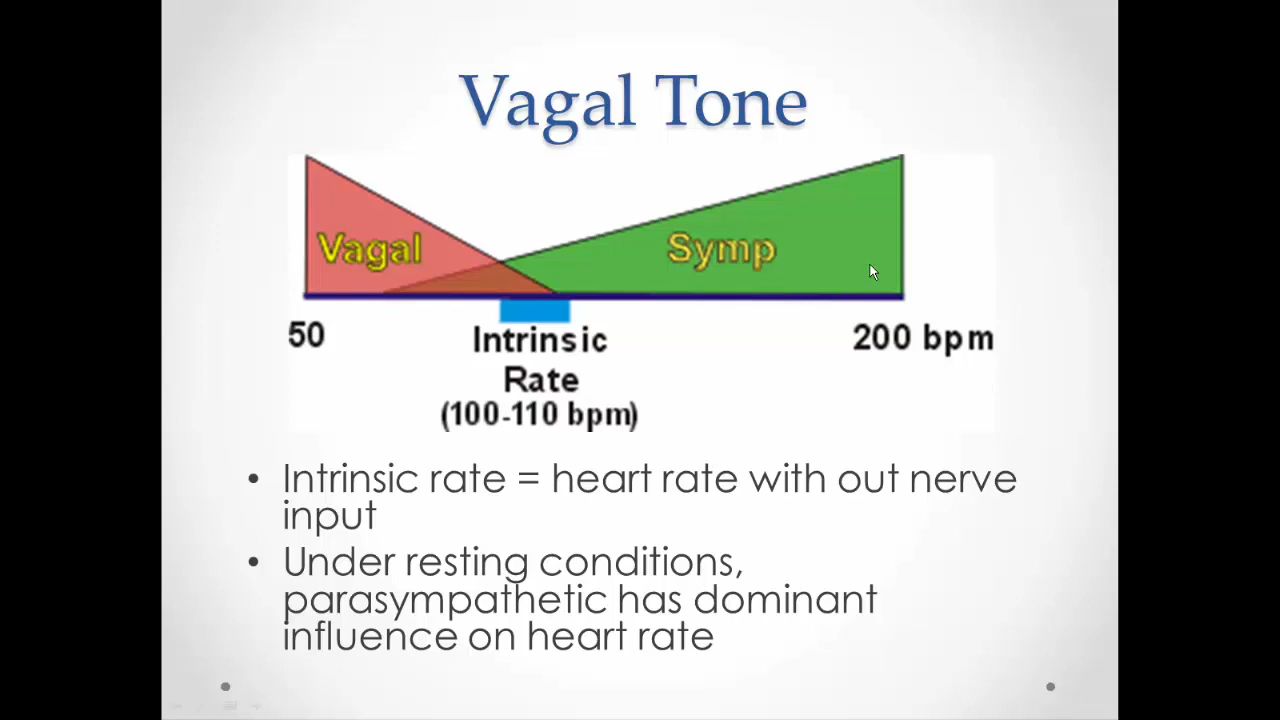 Vagal Tone
Vagal
Symp
50
Intrinsic
Rate
(100-110 bpm)
200 bpm
• Intrinsic rate = heart rate with out nerve
input
• Under resting conditions,
parasympathetic has dominant
influence on heart rate